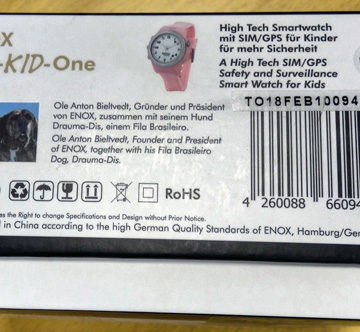 OX
-KID-One
High Tech Smartwatch
mit SIM/GPS für Kinder
für mehr Sicherheit
A High Tech SIM/GPS
Safety and Surveillance
Smart Watch for Kids
TO18FEB10094
Ole Anton Bieltvedt, Gründer und Präsident
von ENOX, zusammen mit seinem Hund
Drauma-Dis, einem Fila Brasileiro.
Ole Anton Bieltvedt, Founder and President
of ENOX, together with his Fila Brasileiro
Dog, Drauma-Dis.
RoHS
4 260088 66094
es the Right to change Specifications and Design without Prior Notice.
d in China according to the high German Quality Standards of ENOX, Hamburg/Ger